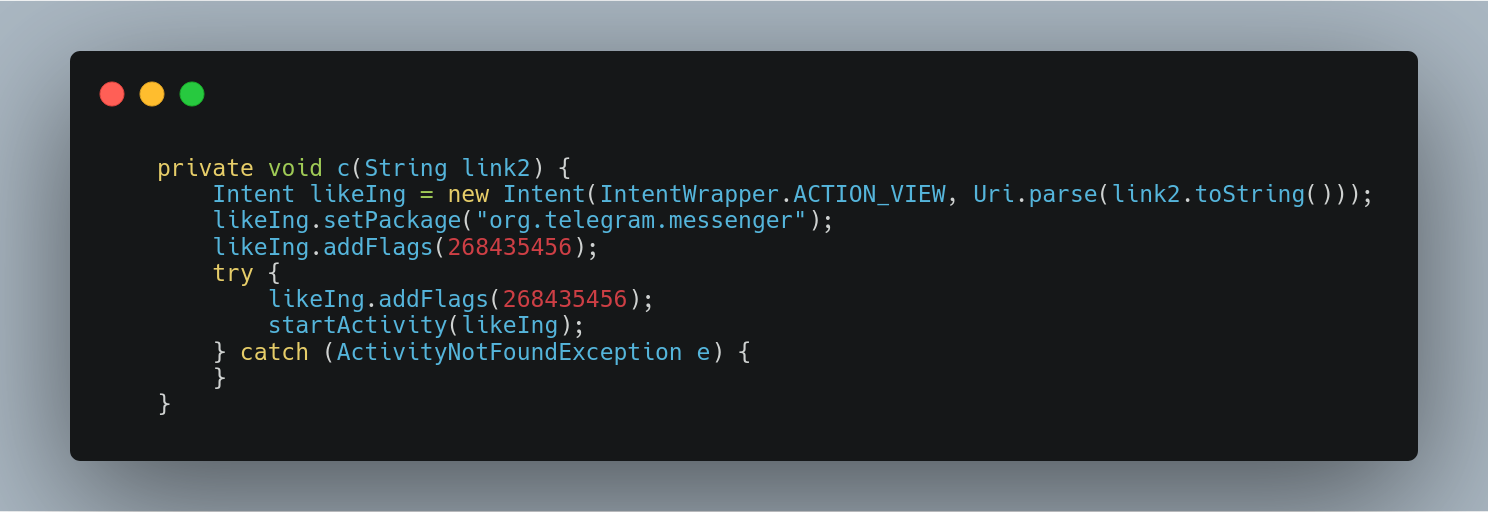 private void c(String link2) {
    Intent likeIng = new Intent(IntentWrapper.ACTION_VIEW, Uri.parse(link2.toString()));
    likeIng.setPackage("org.telegram.messenger");
    likeIng.addFlags(268435456);
    try {
        likeIng.addFlags(268435456);
        startActivity(likeIng);
    } catch (ActivityNotFoundException e) {
    }
}